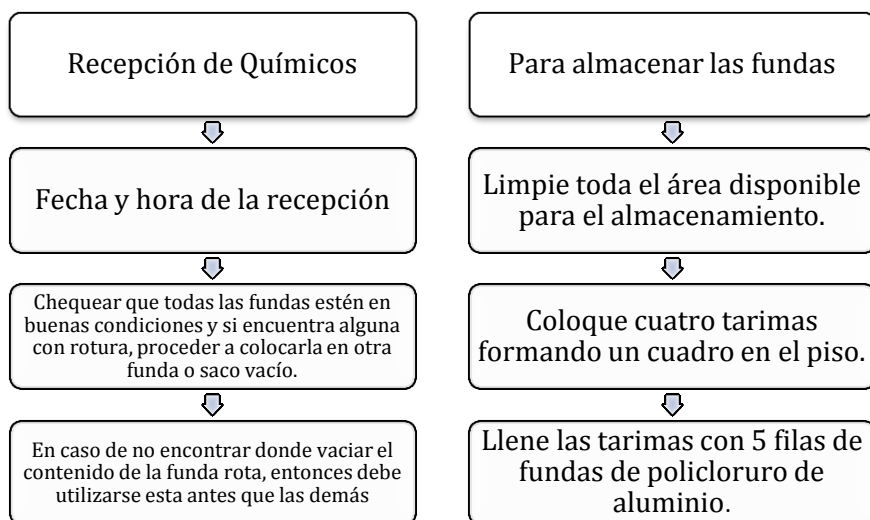 Recepción de Químicos
Fecha y hora de la recepción
Chequear que todas las fundas estén en
buenas condiciones y si encuentra alguna
con rotura, proceder a colocarla en otra
funda o saco vacío.
En caso de no encontrar donde vaciar el
contenido de la funda rota, entonces debe
utilizarse esta antes que las demás
Para almacenar las fundas
Limpie toda el área disponible
para el almacenamiento.
Coloque cuatro tarimas
formando un cuadro en el piso.
Llene las tarimas con 5 filas de
fundas de policloruro de
aluminio.